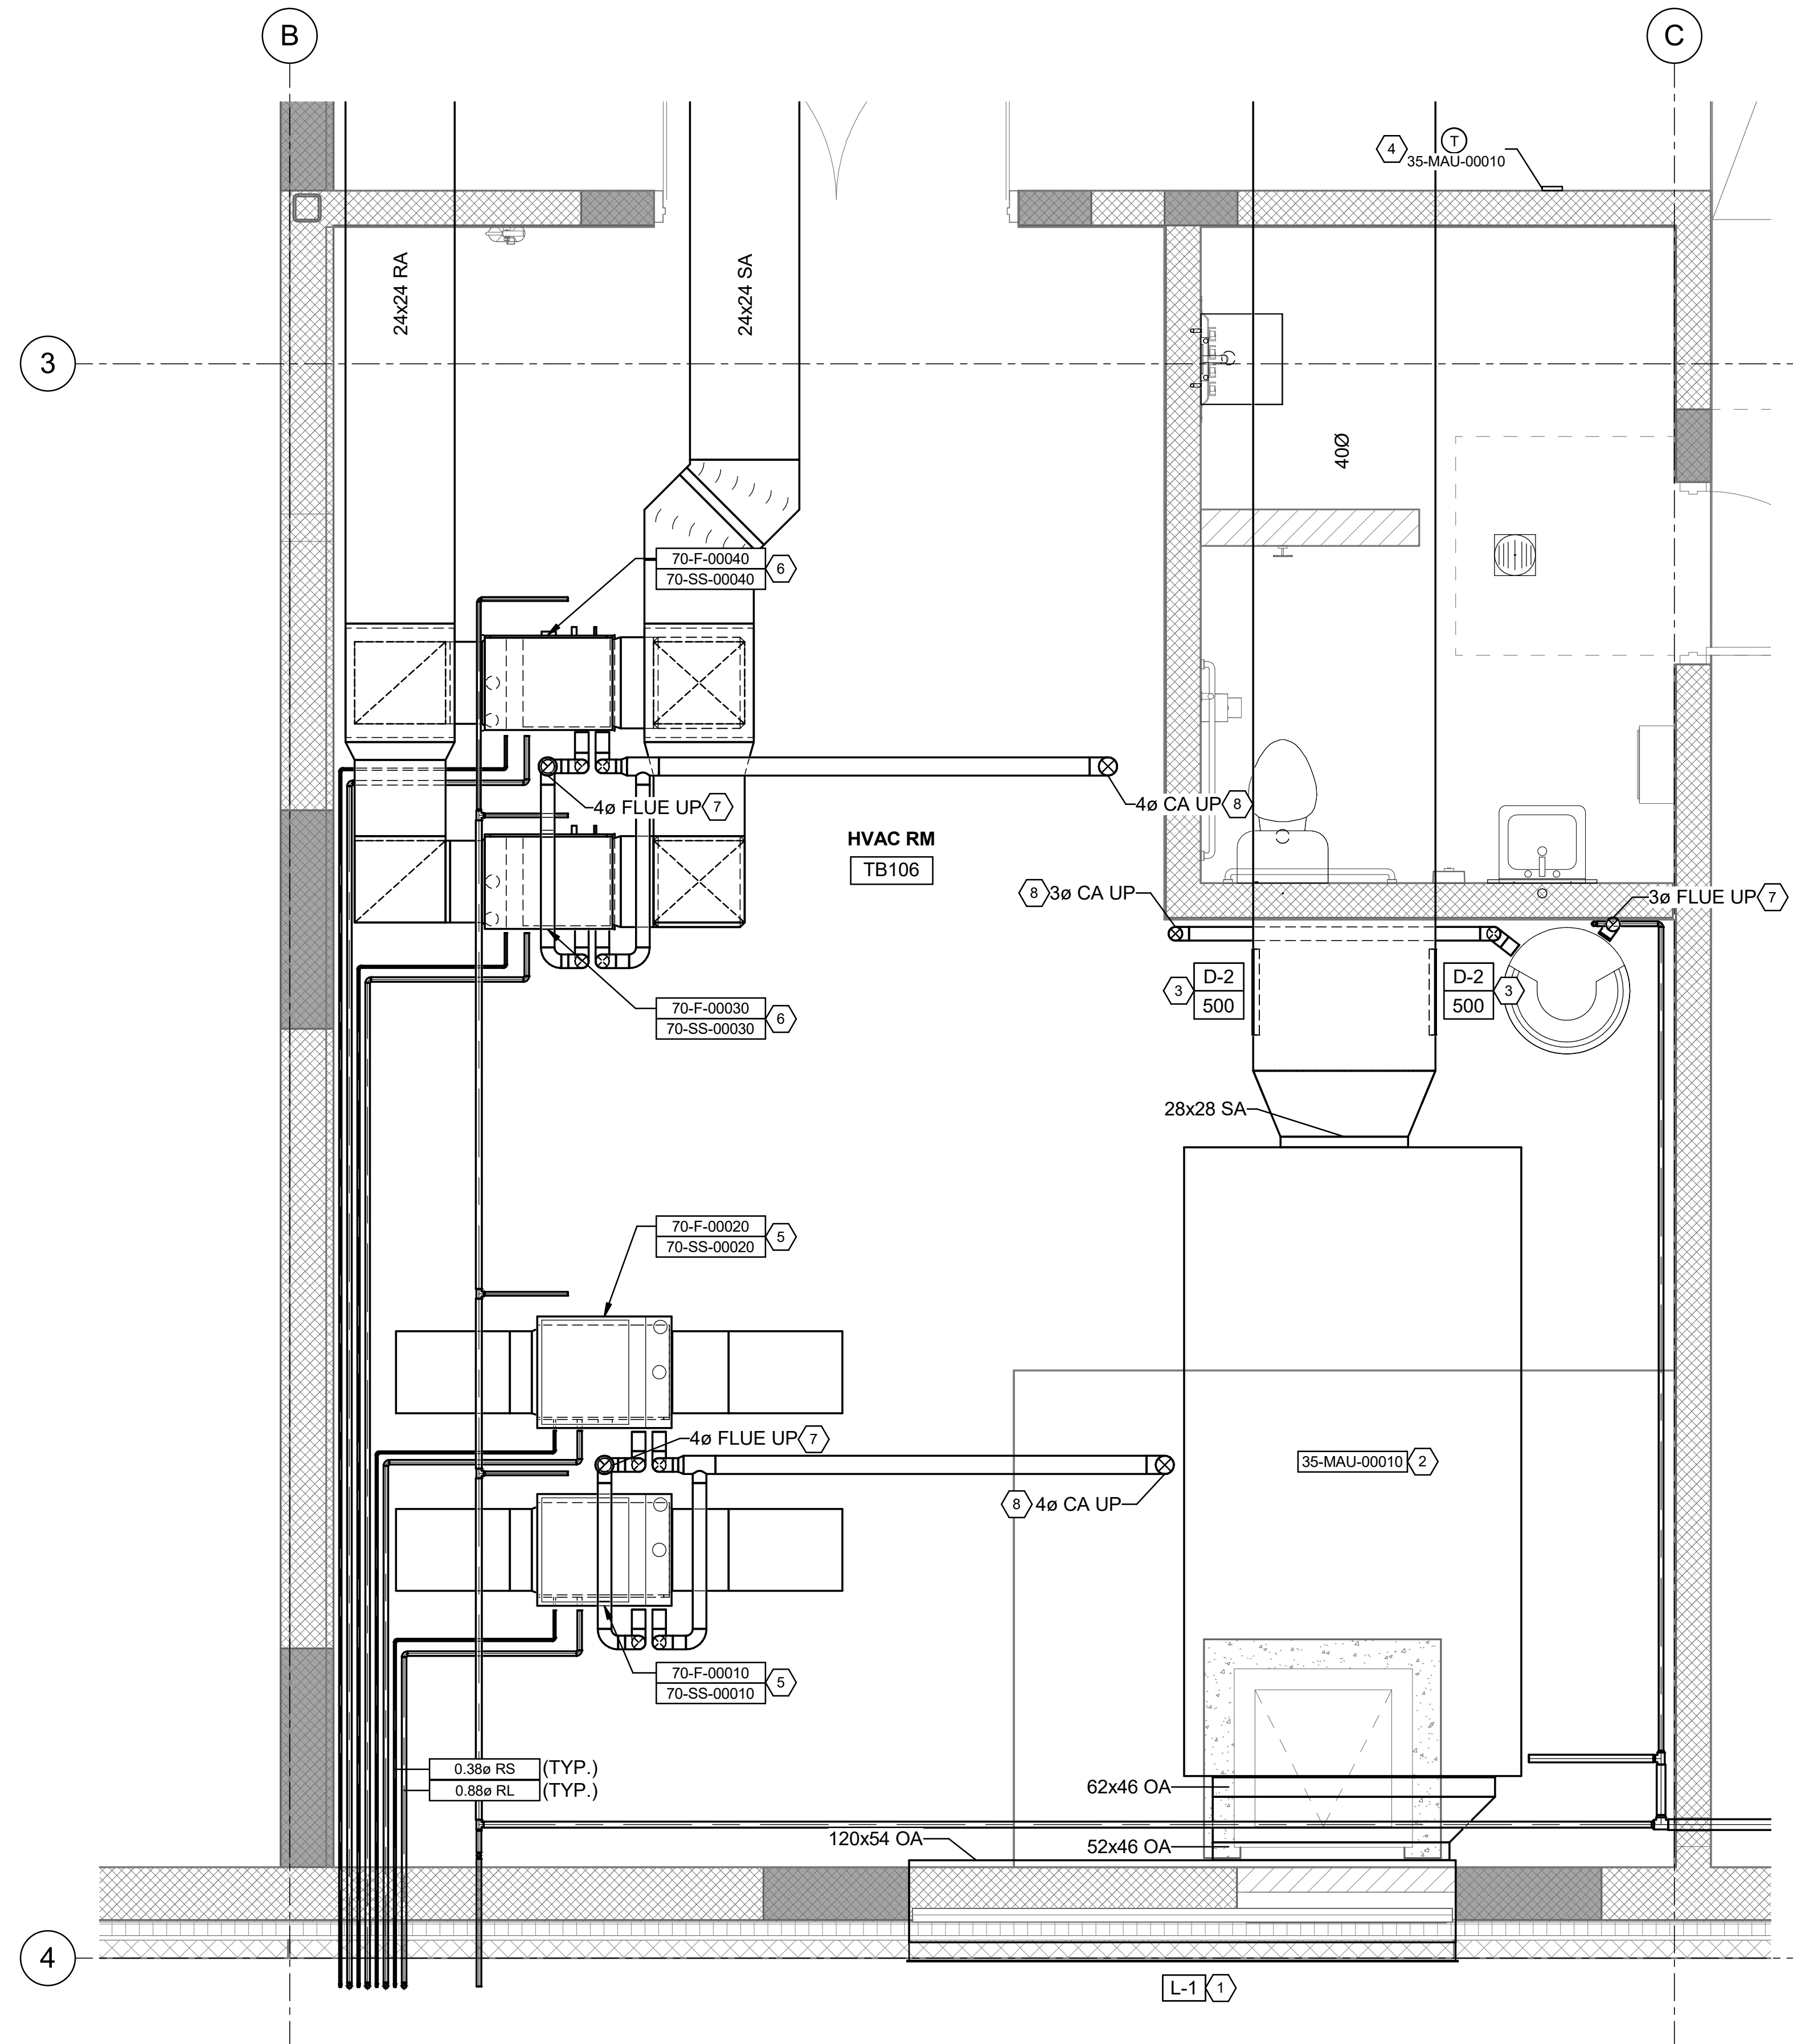 B
C
4
T
35-MAU-00010
24x24 RA
24x24 SA
3
40Ø
70-F-00040
70-SS-00040
6
4ø FLUE UP
7
4ø CA UP
8
HVAC RM
TB106
8
3ø CA UP
3ø FLUE UP
7
3
D-2
500
D-2
500
3
70-F-00030
70-SS-00030
6
28x28 SA
70-F-00020
70-SS-00020
5
4ø FLUE UP
7
35-MAU-00010
2
8
4ø CA UP
70-F-00010
70-SS-00010
5
0.38ø RS
(TYP.)
0.88ø RL
(TYP.)
62x46 OA
120x54 OA
52x46 OA
4
L-1
1